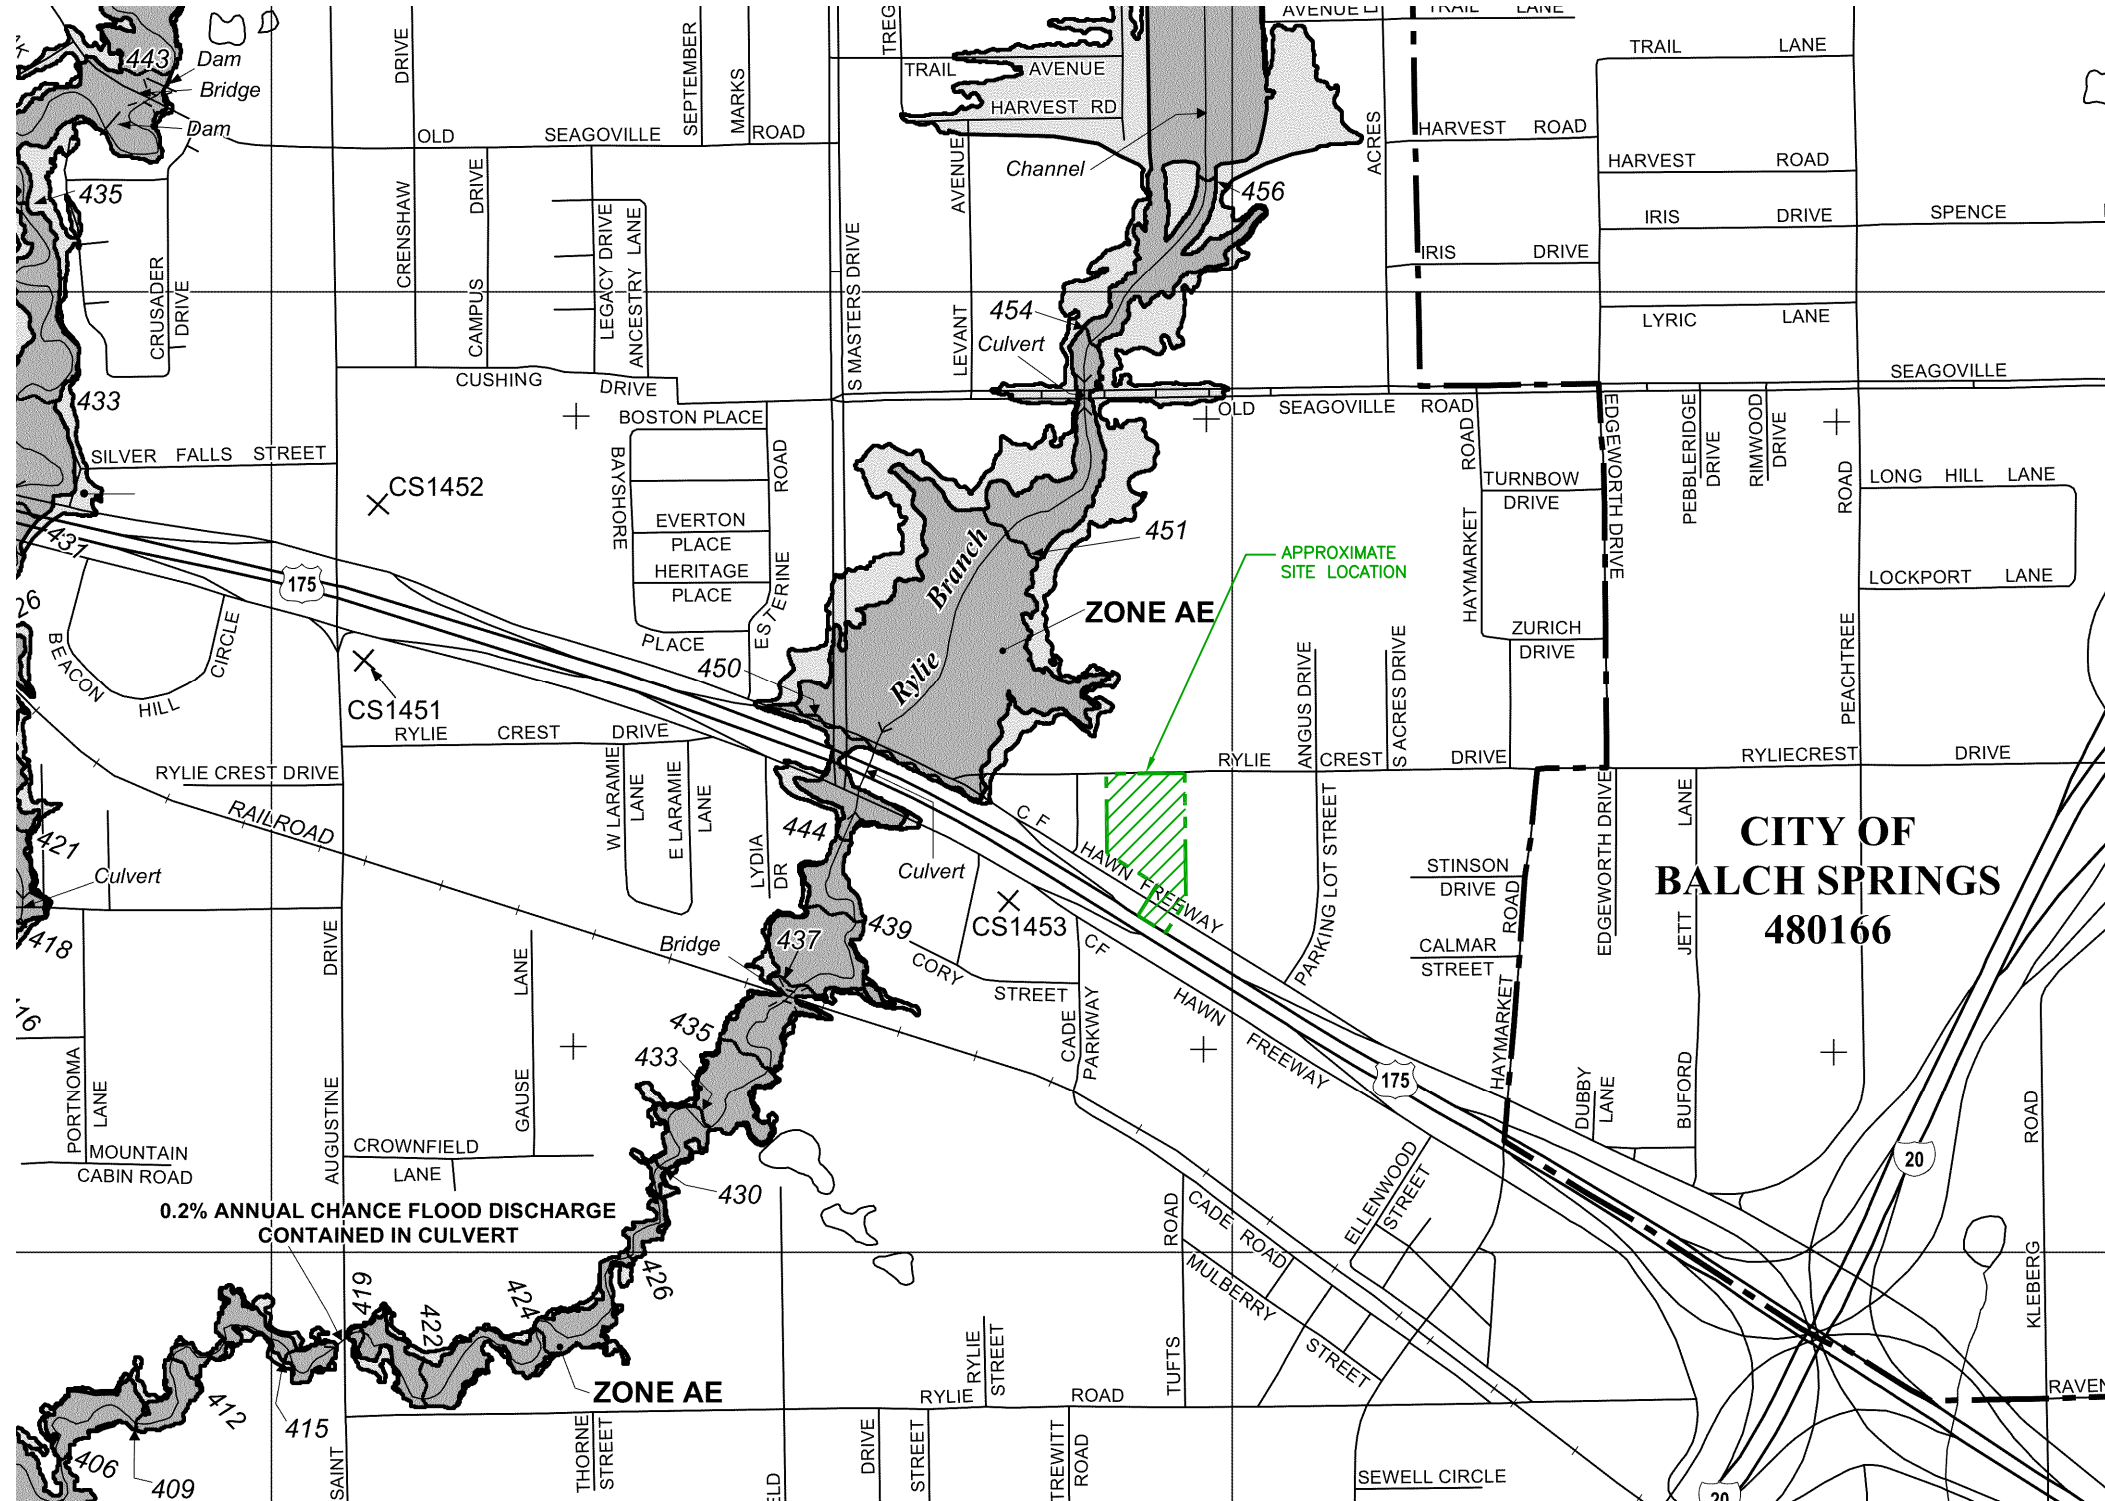 AVENUE
TRAIL LANE
TRAIL LANE
443
Dam
Bridge
Dam
DRIVE
SEPTEMBER
MARKS
TREG
TRAIL AVENUE
HARVEST RD
OLD SEAGOVILLE ROAD
ACRES
HARVEST ROAD
HARVEST ROAD
Channel
435
456
CRENSHAW
CAMPUS DRIVE
LEGACY DRIVE
ANCESTRY LANE
S MASTERS DRIVE
LEVANT AVENUE
IRIS DRIVE
SPENCE
IRIS DRIVE
CRUSADER
DRIVE
454
Culvert
LYRIC LANE
CUSHING DRIVE
433
SEAGOVILLE
BOSTON PLACE
OLD SEAGOVILLE ROAD
EDGEWORTH DRIVE
PEBBLERIDGE
DRIVE
RIMWOOD
DRIVE
SILVER FALLS STREET
CS1452
BAYSHORE
ESTERINE ROAD
HAYMARKET ROAD
TURNBOW
DRIVE
PEACHTREE ROAD
LONG HILL LANE
EVERTON
PLACE
HERITAGE
PLACE
PLACE
431
175
451
Rylie Branch
APPROXIMATE
SITE LOCATION
LOCKPORT LANE
26
BEACON HILL CIRCLE
ZONE AE
ZURICH
DRIVE
450
CS1451
ANGUS DRIVE
S ACRES DRIVE
RYLIE CREST DRIVE
RYLIE CREST DRIVE
RYLIE CREST DRIVE
RYLIECREST DRIVE
RAILROAD
W LARAMIE
LANE
E LARAMIE
LANE
LYDIA
DR
444
C F HAWN FREEWAY
PARKING LOT STREET
EDGEWORTH DRIVE
JETT LANE
CITY OF
BALCH SPRINGS
480166
421
Culvert
Culvert
STINSON
DRIVE
CS1453
418
Bridge
437
439
CORY STREET
CF HAWN FREEWAY
CALMAR
STREET
HAYMARKET ROAD
16
GAUSE LANE
435
433
CADE
PARKWAY
175
PORTNOMA
LANE
DUBBY
LANE
BUFORD
KLEBERG ROAD
MOUNTAIN
CABIN ROAD
SAINT AUGUSTINE DRIVE
CROWNFIELD
LANE
430
ELLENWOOD
STREET
20
0.2% ANNUAL CHANCE FLOOD DISCHARGE
CONTAINED IN CULVERT
CADE ROAD
MULBERRY STREET
TUFTS ROAD
419
422
424
426
ZONE AE
RYLIE
STREET
RYLIE ROAD
RAVEN
412
415
406
409
THORNE
STREET
DRIVE
STREET
TREWITT
ROAD
SEWELL CIRCLE
20